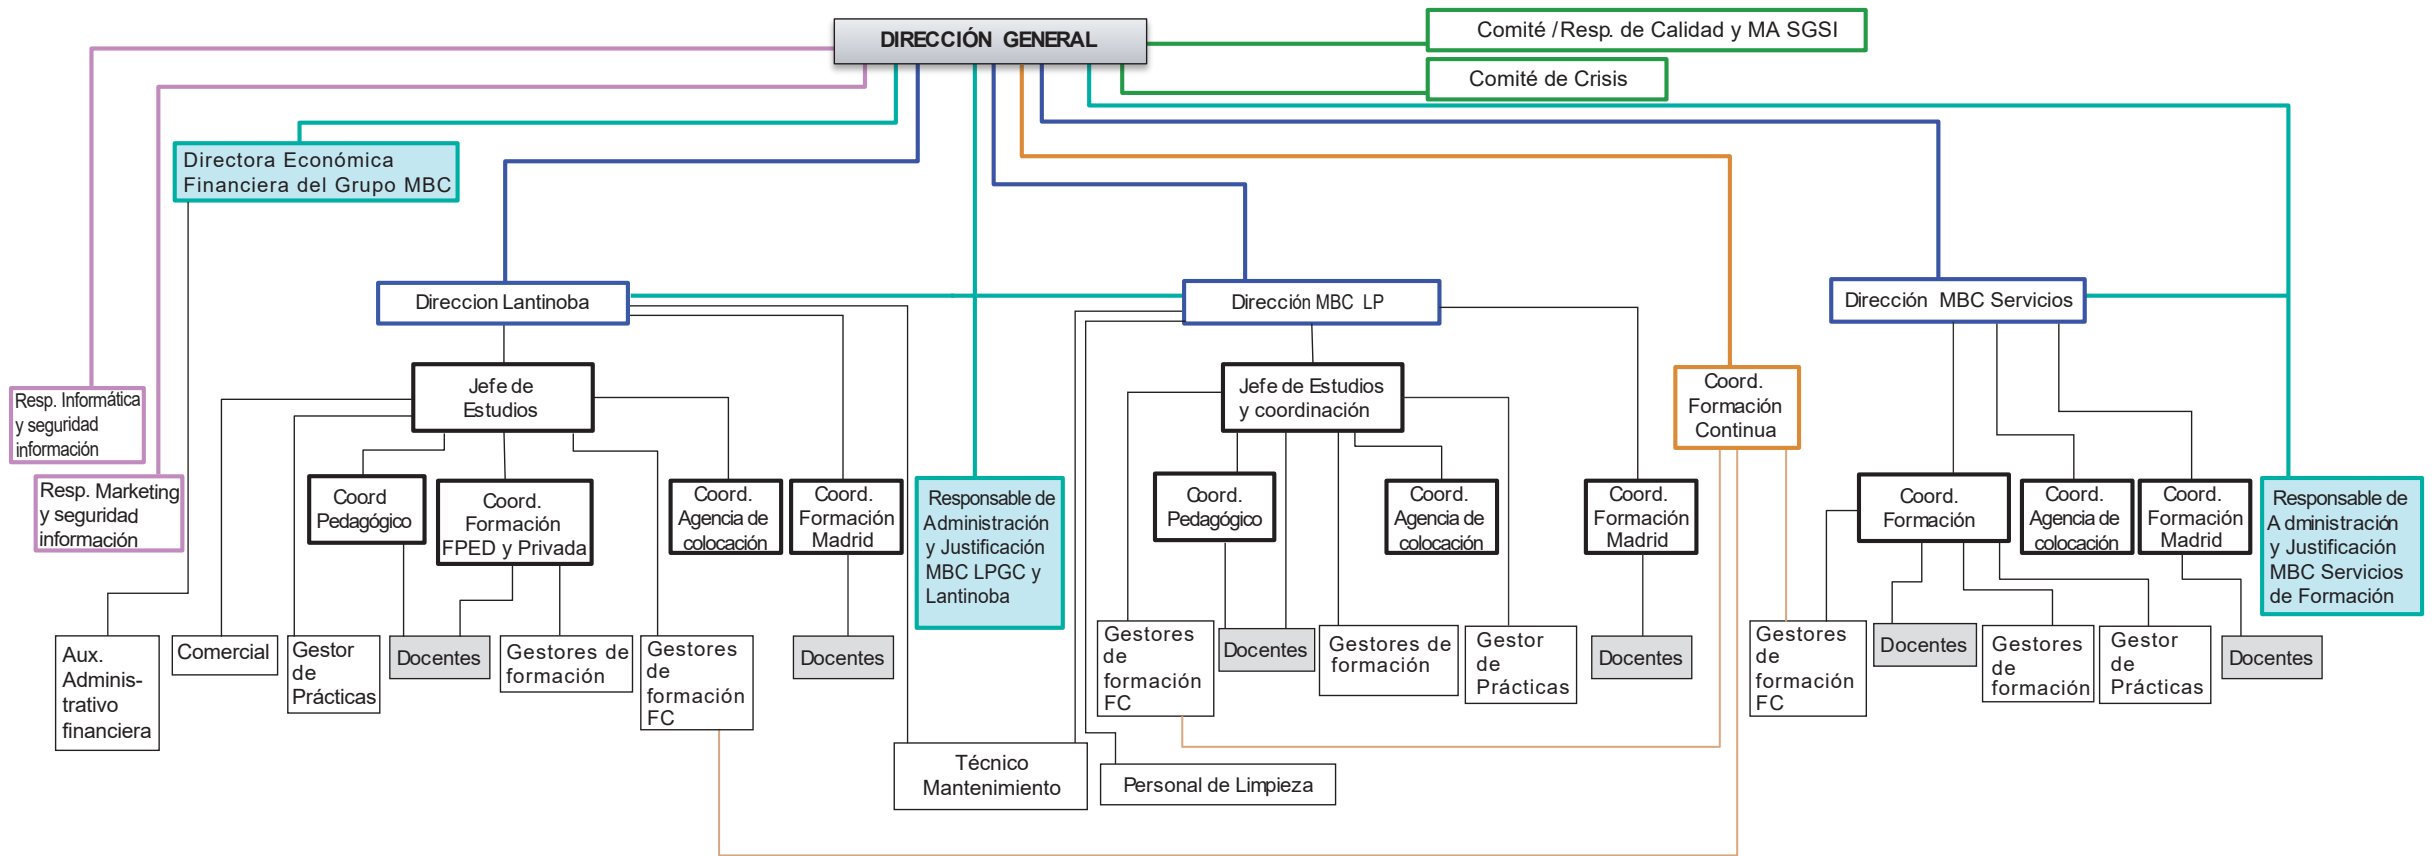 DIRECCIÓN GENERAL
Comité /Resp. de Calidad y MA SGSI
Comité de Crisis
Directora Económica
Financiera del Grupo MBC
Direccion Lantinoba
Dirección MBC LP
Dirección MBC Servicios
Resp. Informática
y seguridad
información
Resp. Marketing
y seguridad
información
Jefe de
Estudios
Jefe de Estudios
y coordinación
Coord.
Formación
Continua
Coord
Pedagógico
Coord.
Formación
FPED y Privada
Coord.
Agencia de
colocación
Coord.
Formación
Madrid
Responsable de
Administración
y Justificación
MBC LPGC y
Lantinoba
Coord.
Pedagógico
Coord.
Agencia de
colocación
Coord.
Formación
Madrid
Coord.
Formación
Coord.
Agencia de
colocación
Coord.
Formación
Madrid
Responsable de
A dministración
y Justificación
MBC Servicios
de Formación
Aux.
Adminis-
trativo
financiera
Comercial
Gestor
de
Prácticas
Docentes
Gestores de
formación
Gestores
de
formación
FC
Docentes
Técnico
Mantenimiento
Personal de Limpieza
Gestores
de
formación
FC
Docentes
Gestores de
formación
Gestor
de
Prácticas
Docentes
Gestores
de
formación
FC
Docentes
Gestores
de
formación
Gestor
de
Prácticas
Docentes